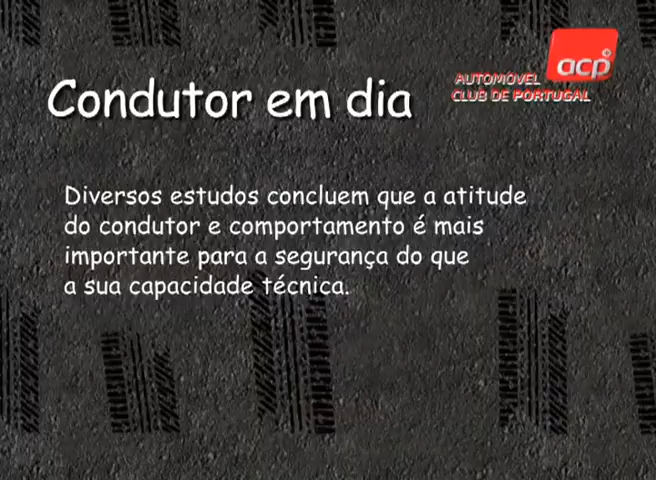 Condutor em dia
acp
AUTOMÓVEL
CLUB DE PORTUGAL
Diversos estudos concluem que a atitude
do condutor e comportamento é mais
importante para a segurança do que
a sua capacidade técnica.